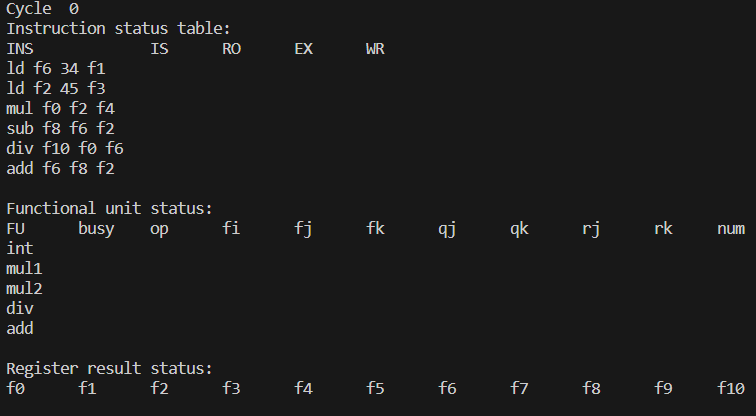 Cycle  0
Instruction status table:
INS             IS      RO      EX      WR
ld f6 34 f1
ld f2 45 f3
mul f0 f2 f4
sub f8 f6 f2
div f10 f0 f6
add f6 f8 f2

Functional unit status:
FU      busy    op      fi      fj      fk      qj      qk      rj      rk      num
int
mul1
mul2
div
add

Register result status:
f0      f1      f2      f3      f4      f5      f6      f7      f8      f9      f10